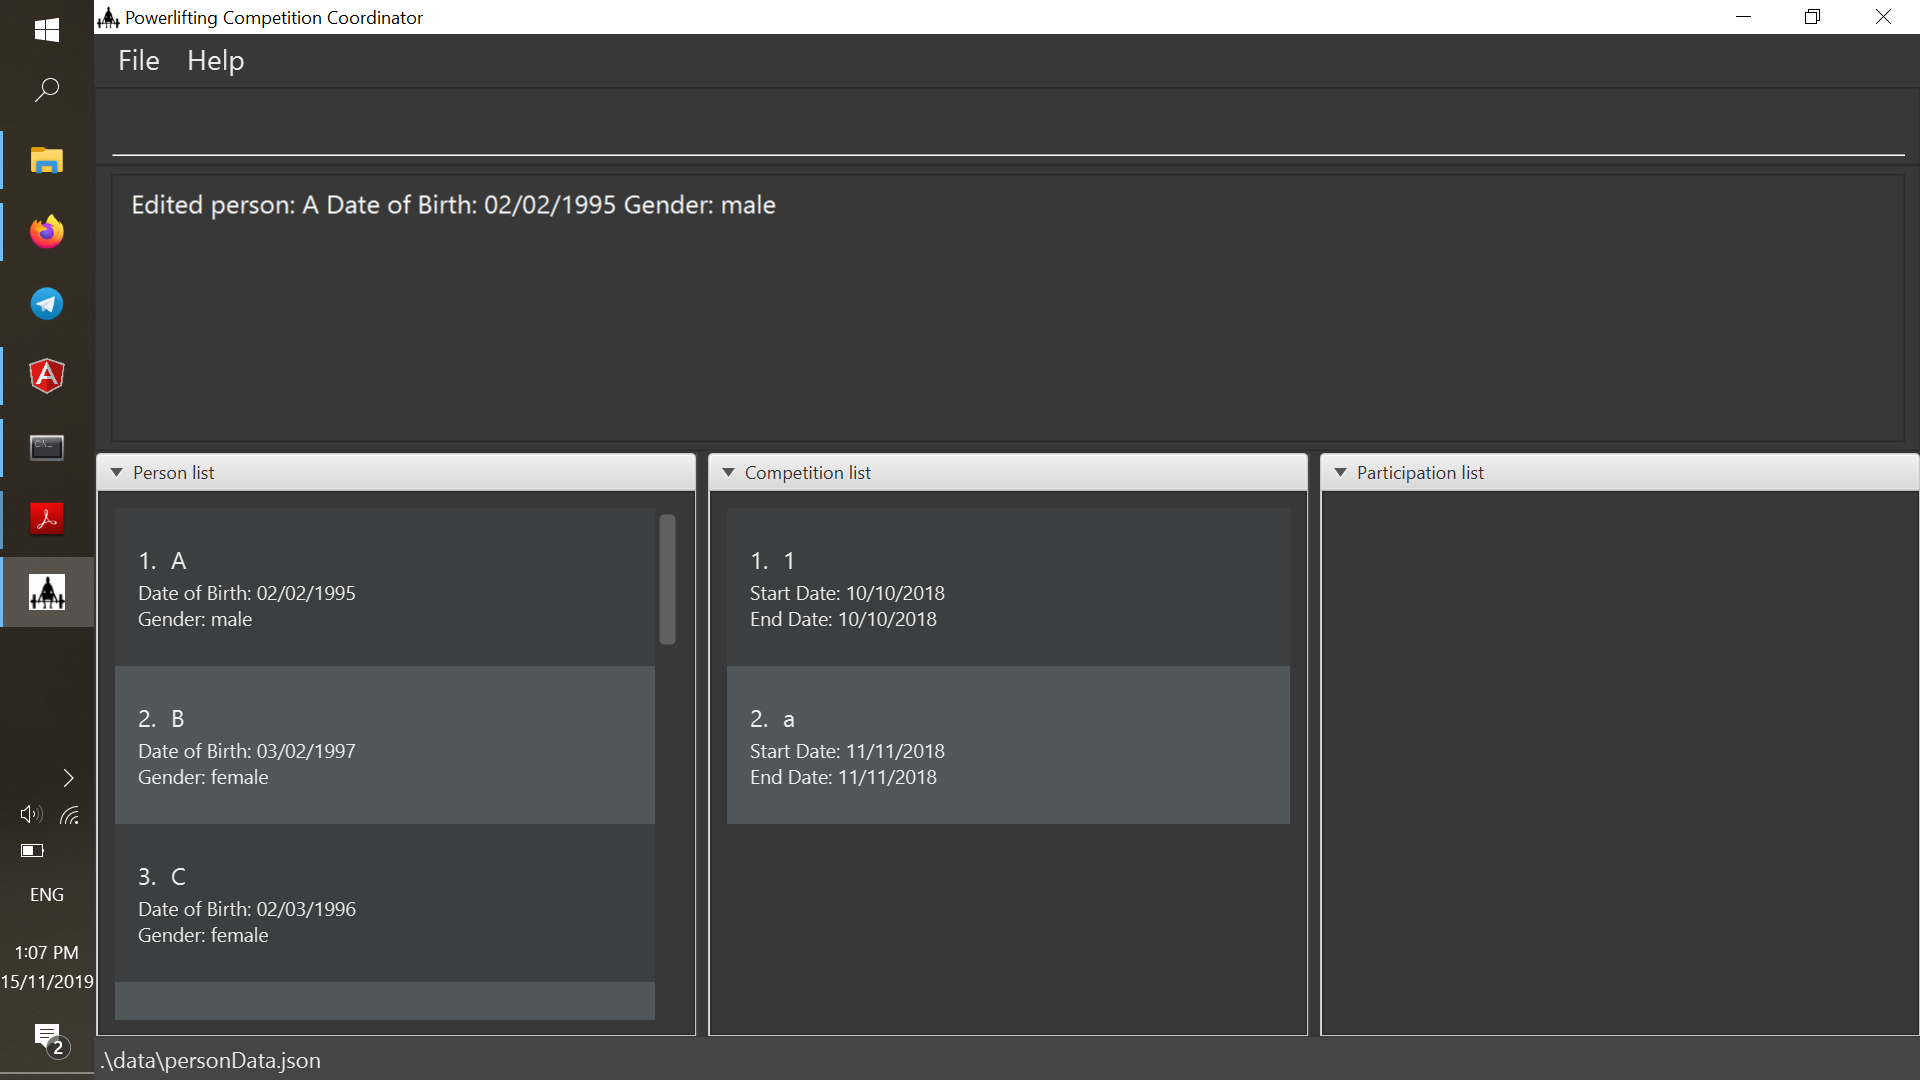 Powerlifting Competition Coordinator
File Help
Edited person: A Date of Birth: 02/02/1995 Gender: male
Person list
1. A
Date of Birth: 02/02/1995
Gender: male
2. B
Date of Birth: 03/02/1997
Gender: female
3. C
Date of Birth: 02/03/1996
Gender: female
Competition list
1. 1
Start Date: 10/10/2018
End Date: 10/10/2018
2. a
Start Date: 11/11/2018
End Date: 11/11/2018
Participation list
.\data\personData.json
ENG
1:07 PM
15/11/2019
2